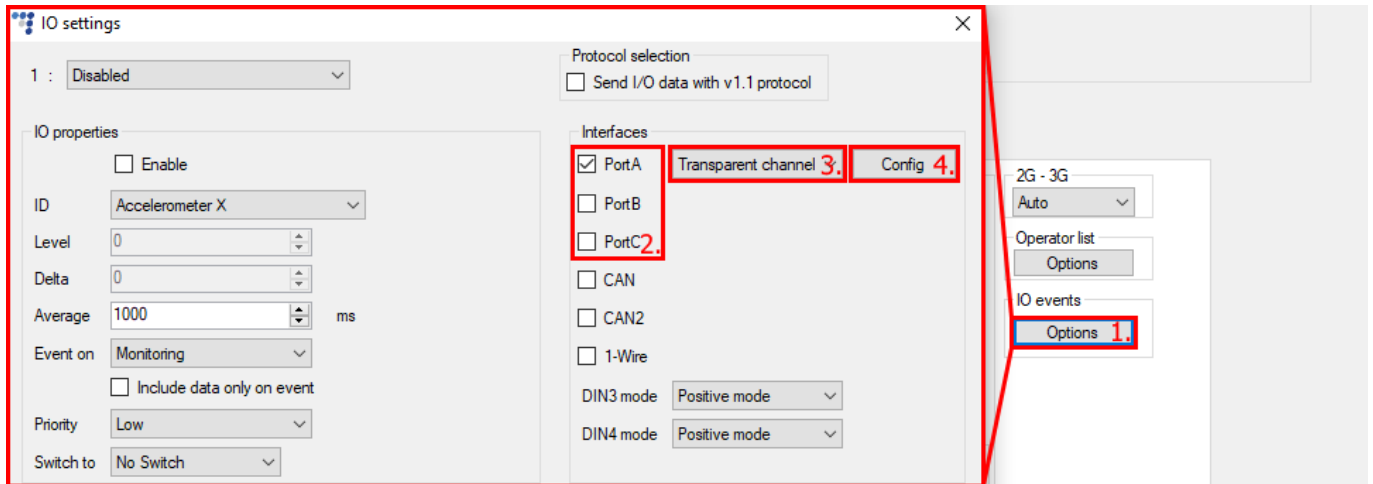 IO settings
1 : Disabled
Protocol selection
Send I/O data with v1.1 protocol
IO properties
Enable
ID Accelerometer X
Level 0
Delta 0
Average 1000 ms
Event on Monitoring
Include data only on event
Priority Low
Switch to No Switch
Interfaces
PortA Transparent channel 3. Config 4.
PortB
PortC 2.
CAN
CAN2
1-Wire
DIN3 mode Positive mode
DIN4 mode Positive mode
2G - 3G
Auto
Operator list
Options
IO events
Options 1.